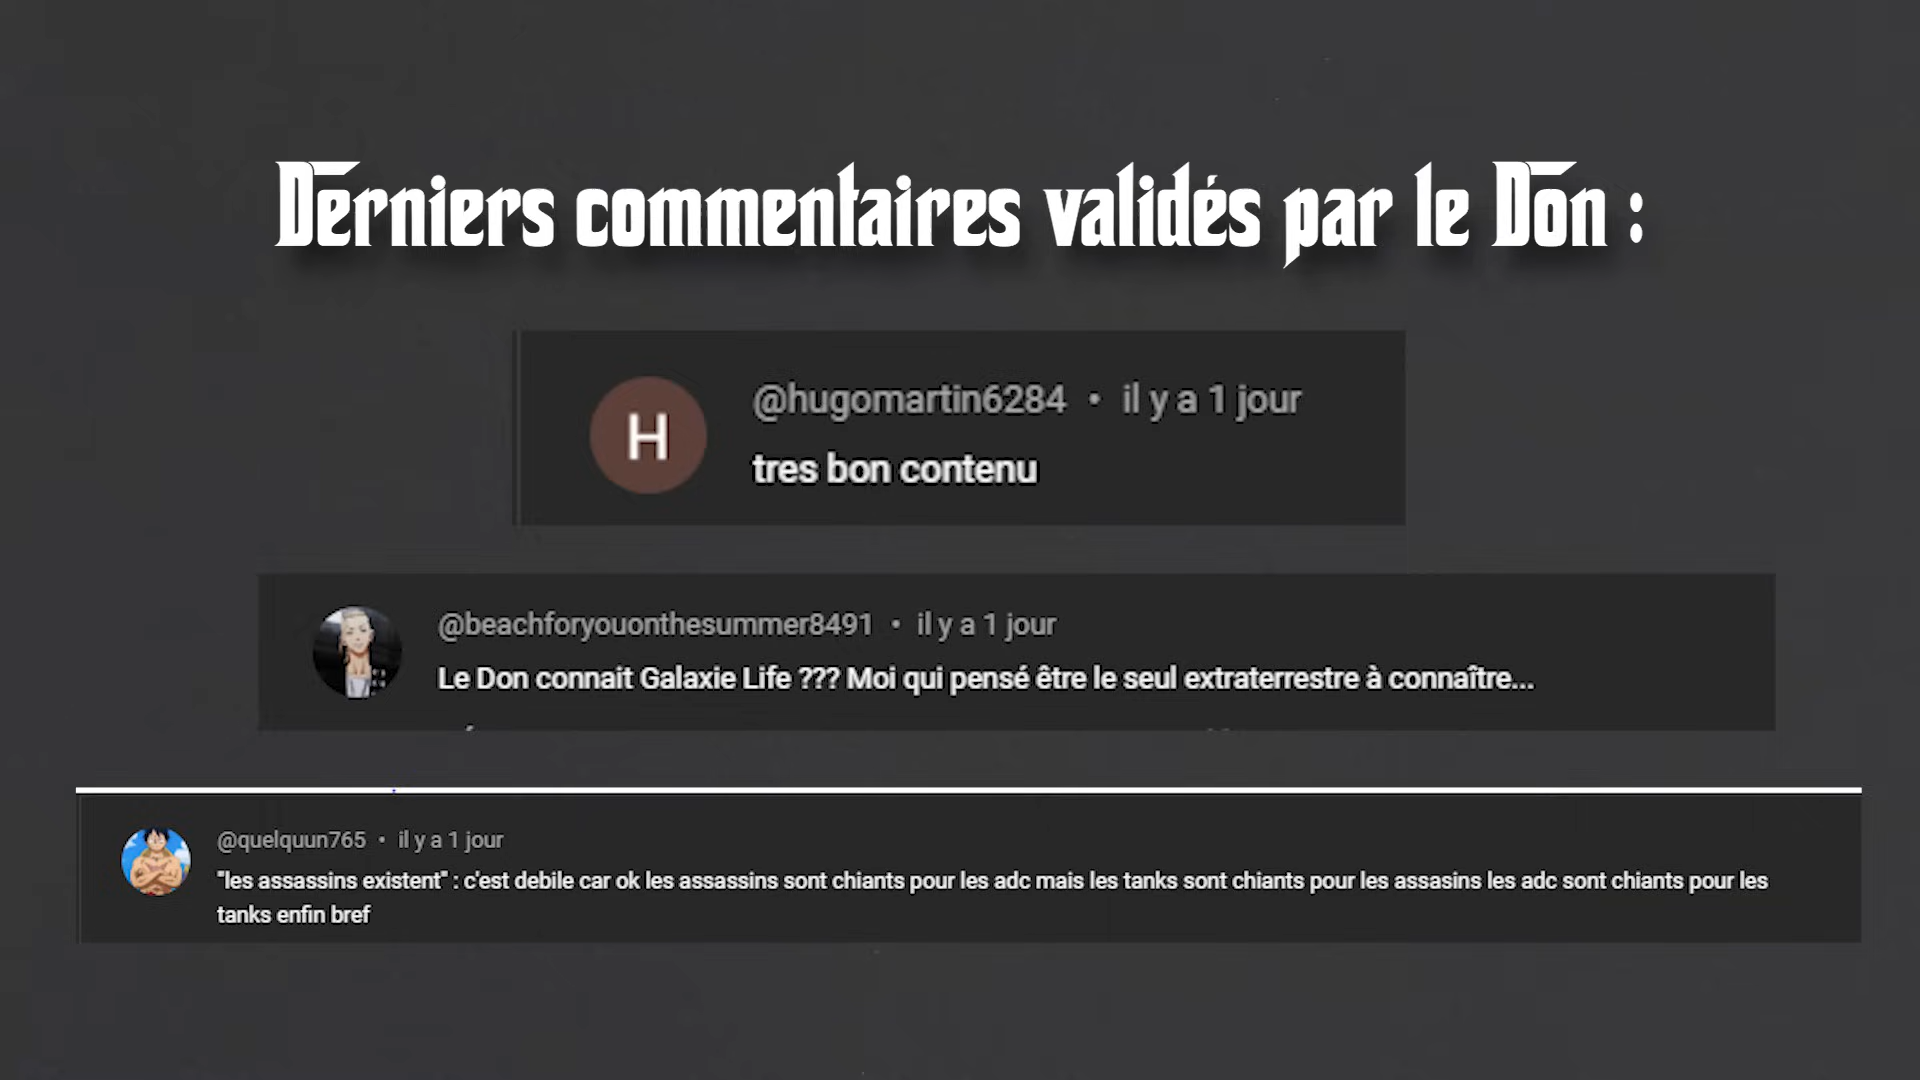 Derniers commentaires validés par le Don :
H
@hugomartin6284 • il y a 1 jour
tres bon contenu
@beachforyouonthesummer8491 • il y a 1 jour
Le Don connait Galaxie Life ??? Moi qui pensé être le seul extraterrestre à connaître...
@quelquun765 • il y a 1 jour
"les assassins existent" : c'est debile car ok les assassins sont chiants pour les adc mais les tanks sont chiants pour les assasins les adc sont chiants pour les
tanks enfin bref